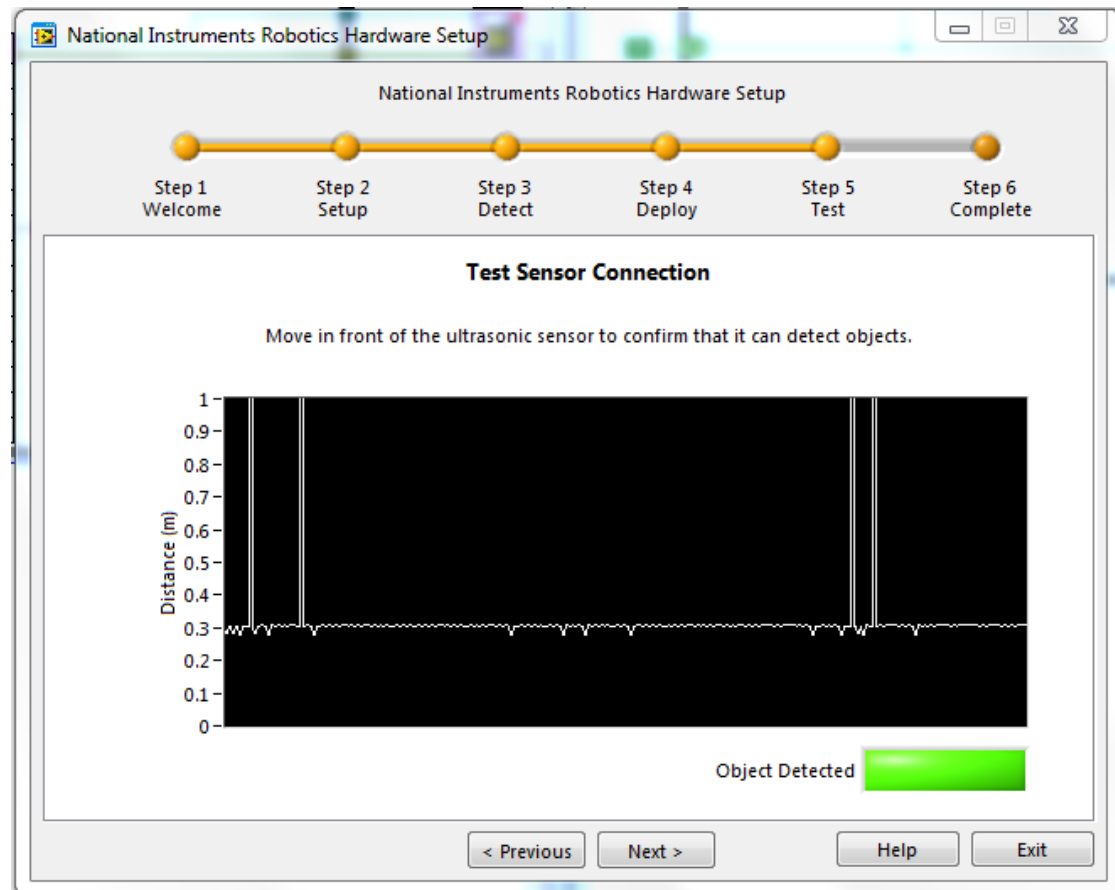 National Instruments Robotics Hardware Setup
National Instruments Robotics Hardware Setup
Step 1
Welcome
Step 2
Setup
Step 3
Detect
Step 4
Deploy
Step 5
Test
Step 6
Complete
Test Sensor Connection
Move in front of the ultrasonic sensor to confirm that it can detect objects.
Distance (m)
1
0.9
0.8
0.7
0.6
0.5
0.4
0.3
0.2
0.1
0
Object Detected
< Previous
Next >
Help
Exit